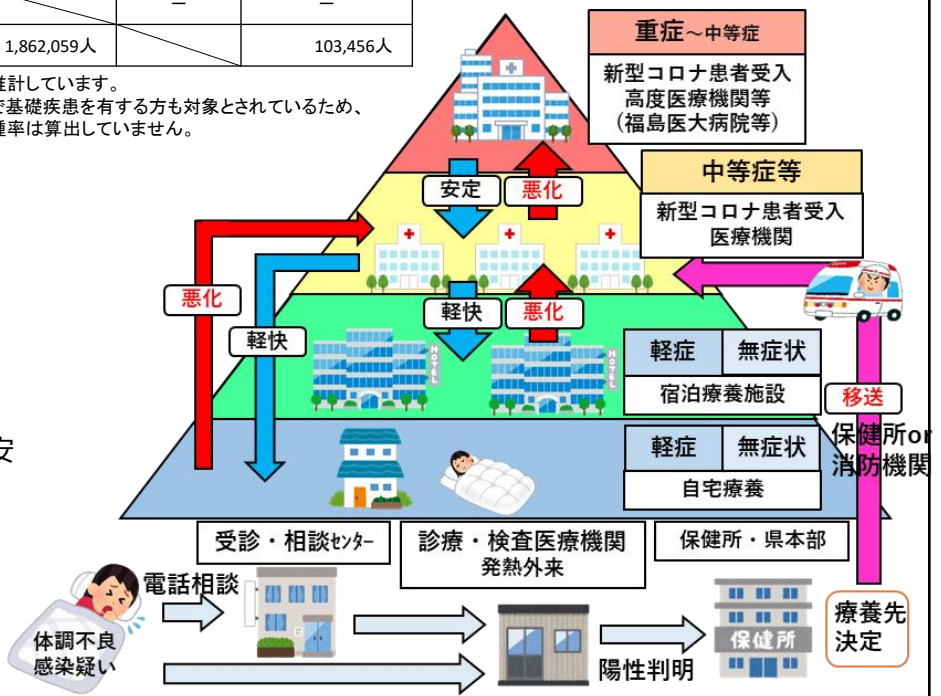 ― ―
1,862,059人 103,456人
推計しています。
で基礎疾患を有する方も対象とされているため、
種率は算出していません。
重症～中等症
新型コロナ患者受入
高度医療機関等
（福島医大病院等）
安定
悪化
中等症等
新型コロナ患者受入
医療機関
悪化
軽快
軽快
悪化
HOTEL
HOTEL
軽症 無症状
宿泊療養施設
移送
保健所or
消防機関
安
軽症 無症状
自宅療養
受診・相談ｾﾝﾀｰ
診療・検査医療機関
発熱外来
保健所・県本部
電話相談
体調不良
感染疑い
陽性判明
保健所
療養先
決定